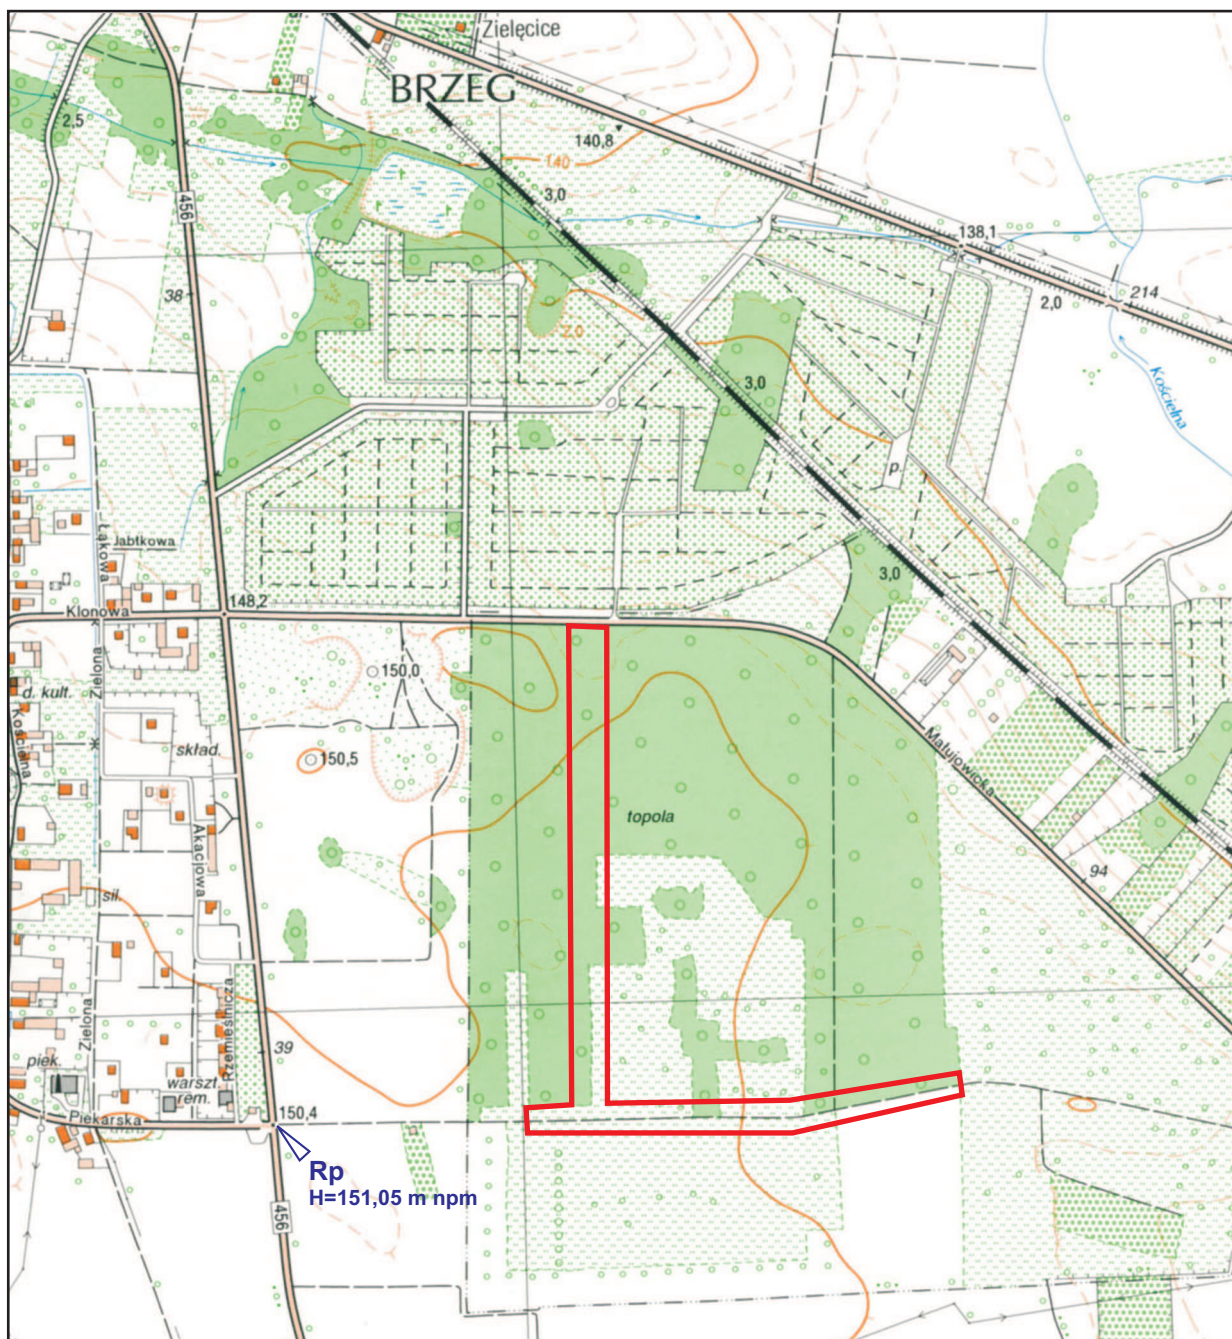 Zielęcice
BRZEG
2,5
140,8
140
3,0
456
138,1
38
2,0
2,0
214
Kościelna
3,0
p.
Łąkowa
Jabłkowa
3,0
148,2
Klonowa
Zielona
150,0
d. kult.
Kościelna
skład.
150,5
Małujowicka
topola
Akacjowa
94
sil.
Zielona
Rzemieślnicza
39
piek.
warszt.
rem.
Piekarska
150,4
Rp
H=151,05 m npm
456